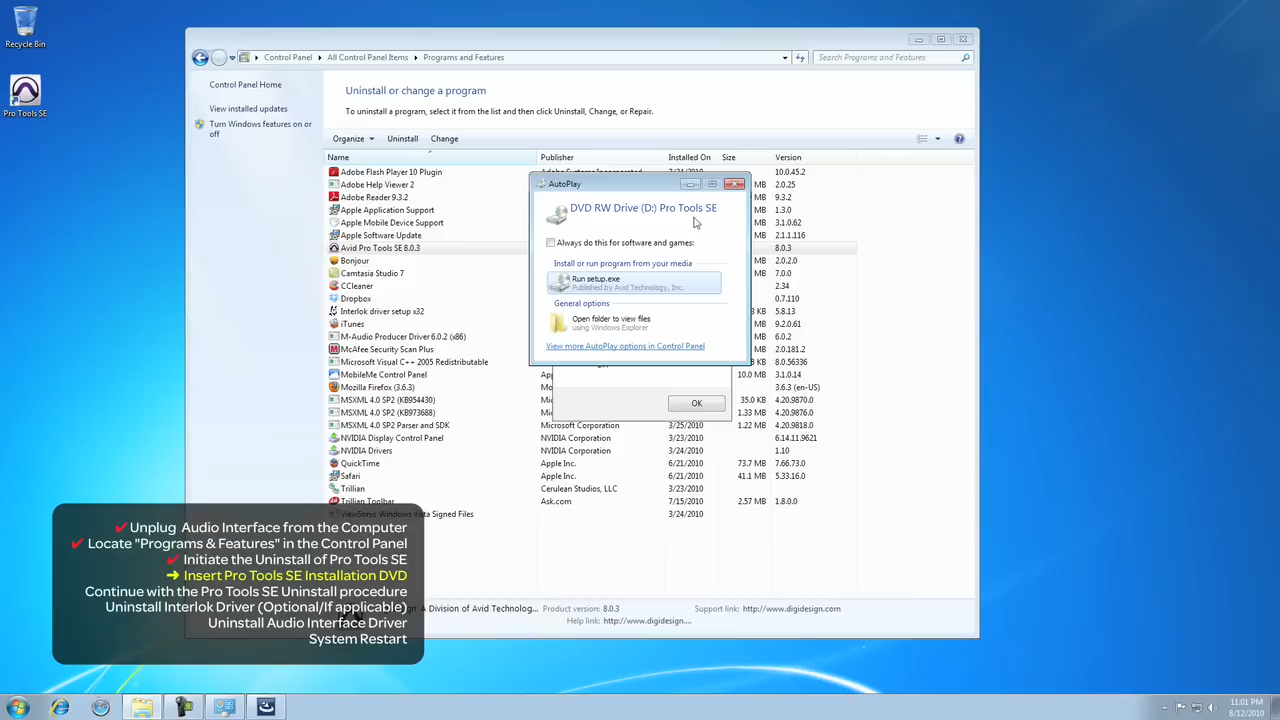 Recycle Bin
Pro Tools SE
Control Panel
All Control Panel Items
Programs and Features
Search Programs and Features
Control Panel Home
View installed updates
Turn Windows features on or
off
Uninstall or change a program
To uninstall a program, select it from the list and then click Uninstall, Change, or Repair.
Organize
Uninstall
Change
Name Publisher Installed On Size Version
Adobe Flash Player 10 Plugin 10.0.45.2
Adobe Help Viewer 2 MB 2.0.25
Adobe Reader 9.3.2 MB 9.3.2
Apple Application Support MB 1.3.0
Apple Mobile Device Support MB 3.1.0.62
Apple Software Update MB 2.1.1.116
Avid Pro Tools SE 8.0.3 8.0.3
Bonjour MB 2.0.2.0
Camtasia Studio 7 MB 7.0.0
CCleaner 2.34
Dropbox 0.7.110
Interlok driver setup x32 MB 5.8.13
iTunes MB 9.2.0.61
M-Audio Producer Driver 6.0.2 (x86) MB 6.0.2
McAfee Security Scan Plus MB 2.0.181.2
Microsoft Visual C++ 2005 Redistributable KB 8.0.56336
MobileMe Control Panel 10.0 MB 3.1.0.14
Mozilla Firefox (3.6.3) 3.6.3 (en-US)
MSXML 4.0 SP2 (KB954430) 35.0 KB 4.20.9870.0
MSXML 4.0 SP2 (KB973688) 1.33 MB 4.20.9876.0
MSXML 4.0 SP2 Parser and SDK Microsoft Corporation 3/25/2010 1.22 MB 4.20.9818.0
NVIDIA Display Control Panel NVIDIA Corporation 3/23/2010 6.14.11.9621
NVIDIA Drivers NVIDIA Corporation 3/23/2010 1.10
QuickTime Apple Inc. 6/21/2010 73.7 MB 7.66.73.0
Safari Apple Inc. 6/21/2010 41.1 MB 5.33.16.0
Trillian Cerulean Studios, LLC 3/23/2010
Trillian Toolbar Ask.com 7/15/2010 2.57 MB 1.8.0.0
ViewSonic Windows Vista Signed Files 3/24/2010
AutoPlay
DVD RW Drive (D:) Pro Tools SE
Always do this for software and games:
Install or run program from your media
Run setup.exe
Published by Avid Technology, Inc.
General options
Open folder to view files
using Windows Explorer
View more AutoPlay options in Control Panel
OK
A Division of Avid Technolog... Product version: 8.0.3 Support link: http://www.digidesign.com
Help link: http://www.digidesign....
✔ Unplug Audio Interface from the Computer
✔ Locate "Programs & Features" in the Control Panel
✔ Initiate the Uninstall of Pro Tools SE
➜ Insert Pro Tools SE Installation DVD
Continue with the Pro Tools SE Uninstall procedure
Uninstall Interlok Driver (Optional/If applicable)
Uninstall Audio Interface Driver
System Restart
11:01 PM
8/12/2010